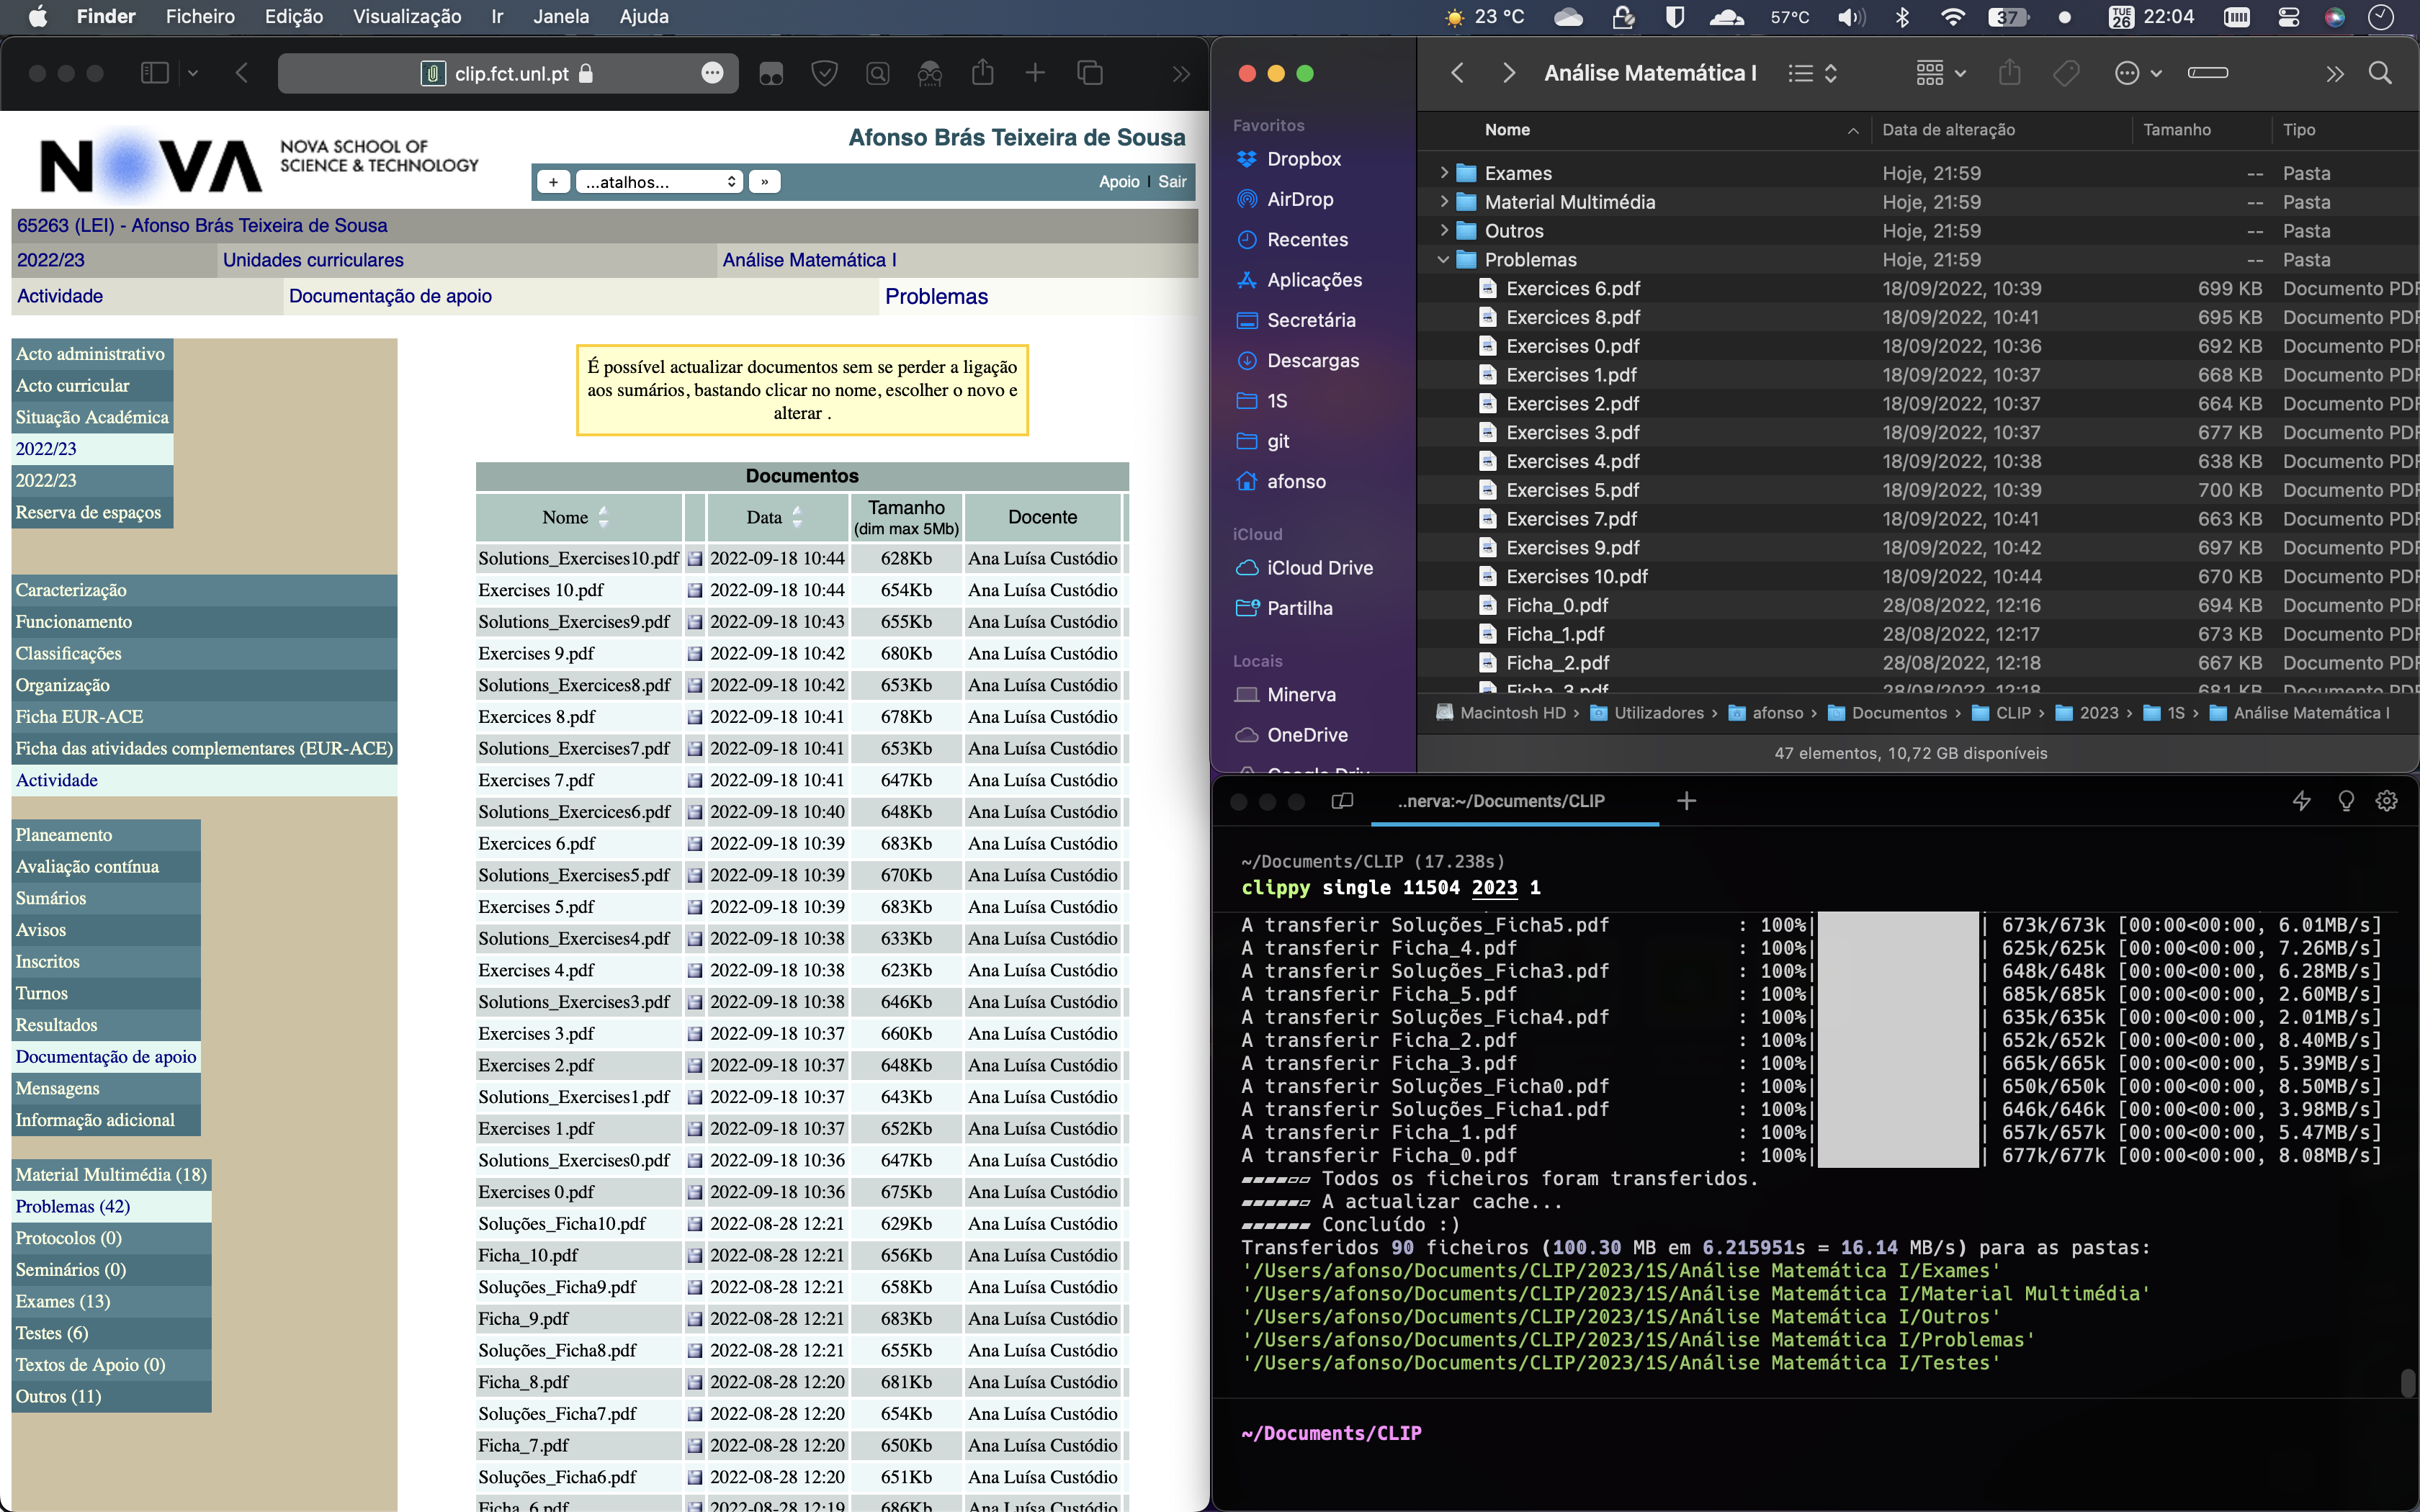 Finder Ficheiro Edição Visualização Ir Janela Ajuda
23 °C 57°C 37 TUE 26 22:04
clip.fct.unl.pt
NOVA
NOVA SCHOOL OF
SCIENCE & TECHNOLOGY
Afonso Brás Teixeira de Sousa
+ ...atalhos... » Apoio | Sair
65263 (LEI) - Afonso Brás Teixeira de Sousa
2022/23 Unidades curriculares Análise Matemática I
Actividade Documentação de apoio Problemas
Acto administrativo
Acto curricular
Situação Académica
2022/23
2022/23
Reserva de espaços
Caracterização
Funcionamento
Classificações
Organização
Ficha EUR-ACE
Ficha das atividades complementares (EUR-ACE)
Actividade
Planeamento
Avaliação contínua
Sumários
Avisos
Inscritos
Turnos
Resultados
Documentação de apoio
Mensagens
Informação adicional
Material Multimédia (18)
Problemas (42)
Protocolos (0)
Seminários (0)
Exames (13)
Testes (6)
Textos de Apoio (0)
Outros (11)
É possível actualizar documentos sem se perder a ligação
aos sumários, bastando clicar no nome, escolher o novo e
alterar .
Documentos
Nome Data Tamanho (dim max 5Mb) Docente
Solutions_Exercises10.pdf 2022-09-18 10:44 628Kb Ana Luísa Custódio
Exercises 10.pdf 2022-09-18 10:44 654Kb Ana Luísa Custódio
Solutions_Exercises9.pdf 2022-09-18 10:43 655Kb Ana Luísa Custódio
Exercises 9.pdf 2022-09-18 10:42 680Kb Ana Luísa Custódio
Solutions_Exercices8.pdf 2022-09-18 10:42 653Kb Ana Luísa Custódio
Exercices 8.pdf 2022-09-18 10:41 678Kb Ana Luísa Custódio
Solutions_Exercises7.pdf 2022-09-18 10:41 653Kb Ana Luísa Custódio
Exercises 7.pdf 2022-09-18 10:41 647Kb Ana Luísa Custódio
Solutions_Exercices6.pdf 2022-09-18 10:40 648Kb Ana Luísa Custódio
Exercices 6.pdf 2022-09-18 10:39 683Kb Ana Luísa Custódio
Solutions_Exercises5.pdf 2022-09-18 10:39 670Kb Ana Luísa Custódio
Exercises 5.pdf 2022-09-18 10:39 683Kb Ana Luísa Custódio
Solutions_Exercises4.pdf 2022-09-18 10:38 633Kb Ana Luísa Custódio
Exercises 4.pdf 2022-09-18 10:38 623Kb Ana Luísa Custódio
Solutions_Exercises3.pdf 2022-09-18 10:38 646Kb Ana Luísa Custódio
Exercises 3.pdf 2022-09-18 10:37 660Kb Ana Luísa Custódio
Exercises 2.pdf 2022-09-18 10:37 648Kb Ana Luísa Custódio
Solutions_Exercises1.pdf 2022-09-18 10:37 643Kb Ana Luísa Custódio
Exercises 1.pdf 2022-09-18 10:37 652Kb Ana Luísa Custódio
Solutions_Exercises0.pdf 2022-09-18 10:36 647Kb Ana Luísa Custódio
Exercises 0.pdf 2022-09-18 10:36 675Kb Ana Luísa Custódio
Soluções_Ficha10.pdf 2022-08-28 12:21 629Kb Ana Luísa Custódio
Ficha_10.pdf 2022-08-28 12:21 656Kb Ana Luísa Custódio
Soluções_Ficha9.pdf 2022-08-28 12:21 658Kb Ana Luísa Custódio
Ficha_9.pdf 2022-08-28 12:21 683Kb Ana Luísa Custódio
Soluções_Ficha8.pdf 2022-08-28 12:21 655Kb Ana Luísa Custódio
Ficha_8.pdf 2022-08-28 12:20 681Kb Ana Luísa Custódio
Soluções_Ficha7.pdf 2022-08-28 12:20 654Kb Ana Luísa Custódio
Ficha_7.pdf 2022-08-28 12:20 650Kb Ana Luísa Custódio
Soluções_Ficha6.pdf 2022-08-28 12:20 651Kb Ana Luísa Custódio
Ficha_6.pdf 2022-08-28 12:19 686Kb Ana Luísa Custódio
Favoritos
Dropbox
AirDrop
Recentes
Aplicações
Secretária
Descargas
1S
git
afonso
iCloud
iCloud Drive
Partilha
Locais
Minerva
OneDrive
Análise Matemática I
Nome Data de alteração Tamanho Tipo
Exames Hoje, 21:59 -- Pasta
Material Multimédia Hoje, 21:59 -- Pasta
Outros Hoje, 21:59 -- Pasta
Problemas Hoje, 21:59 -- Pasta
Exercices 6.pdf 18/09/2022, 10:39 699 KB Documento PDF
Exercices 8.pdf 18/09/2022, 10:41 695 KB Documento PDF
Exercises 0.pdf 18/09/2022, 10:36 692 KB Documento PDF
Exercises 1.pdf 18/09/2022, 10:37 668 KB Documento PDF
Exercises 2.pdf 18/09/2022, 10:37 664 KB Documento PDF
Exercises 3.pdf 18/09/2022, 10:37 677 KB Documento PDF
Exercises 4.pdf 18/09/2022, 10:38 638 KB Documento PDF
Exercises 5.pdf 18/09/2022, 10:39 700 KB Documento PDF
Exercises 7.pdf 18/09/2022, 10:41 663 KB Documento PDF
Exercises 9.pdf 18/09/2022, 10:42 697 KB Documento PDF
Exercises 10.pdf 18/09/2022, 10:44 670 KB Documento PDF
Ficha_0.pdf 28/08/2022, 12:16 694 KB Documento PDF
Ficha_1.pdf 28/08/2022, 12:17 673 KB Documento PDF
Ficha_2.pdf 28/08/2022, 12:18 667 KB Documento PDF
Ficha_3.pdf 28/08/2022, 12:18 681 KB Documento PDF
Macintosh HD › Utilizadores › afonso › Documentos › CLIP › 2023 › 1S › Análise Matemática I
47 elementos, 10,72 GB disponíveis
..nerva:~/Documents/CLIP
~/Documents/CLIP (17.238s)
clippy single 11504 2023 1
A transferir Soluções_Ficha5.pdf : 100%| | 673k/673k [00:00<00:00, 6.01MB/s]
A transferir Ficha_4.pdf : 100%| | 625k/625k [00:00<00:00, 7.26MB/s]
A transferir Soluções_Ficha3.pdf : 100%| | 648k/648k [00:00<00:00, 6.28MB/s]
A transferir Ficha_5.pdf : 100%| | 685k/685k [00:00<00:00, 2.60MB/s]
A transferir Soluções_Ficha4.pdf : 100%| | 635k/635k [00:00<00:00, 2.01MB/s]
A transferir Ficha_2.pdf : 100%| | 652k/652k [00:00<00:00, 8.40MB/s]
A transferir Ficha_3.pdf : 100%| | 665k/665k [00:00<00:00, 5.39MB/s]
A transferir Soluções_Ficha0.pdf : 100%| | 650k/650k [00:00<00:00, 8.50MB/s]
A transferir Soluções_Ficha1.pdf : 100%| | 646k/646k [00:00<00:00, 3.98MB/s]
A transferir Ficha_1.pdf : 100%| | 657k/657k [00:00<00:00, 5.47MB/s]
A transferir Ficha_0.pdf : 100%| | 677k/677k [00:00<00:00, 8.08MB/s]
▰▰▰▰▱▱ Todos os ficheiros foram transferidos.
▰▰▰▰▰▱ A actualizar cache...
▰▰▰▰▰▰ Concluído :)
Transferidos 90 ficheiros (100.30 MB em 6.215951s = 16.14 MB/s) para as pastas:
'/Users/afonso/Documents/CLIP/2023/1S/Análise Matemática I/Exames'
'/Users/afonso/Documents/CLIP/2023/1S/Análise Matemática I/Material Multimédia'
'/Users/afonso/Documents/CLIP/2023/1S/Análise Matemática I/Outros'
'/Users/afonso/Documents/CLIP/2023/1S/Análise Matemática I/Problemas'
'/Users/afonso/Documents/CLIP/2023/1S/Análise Matemática I/Testes'
~/Documents/CLIP